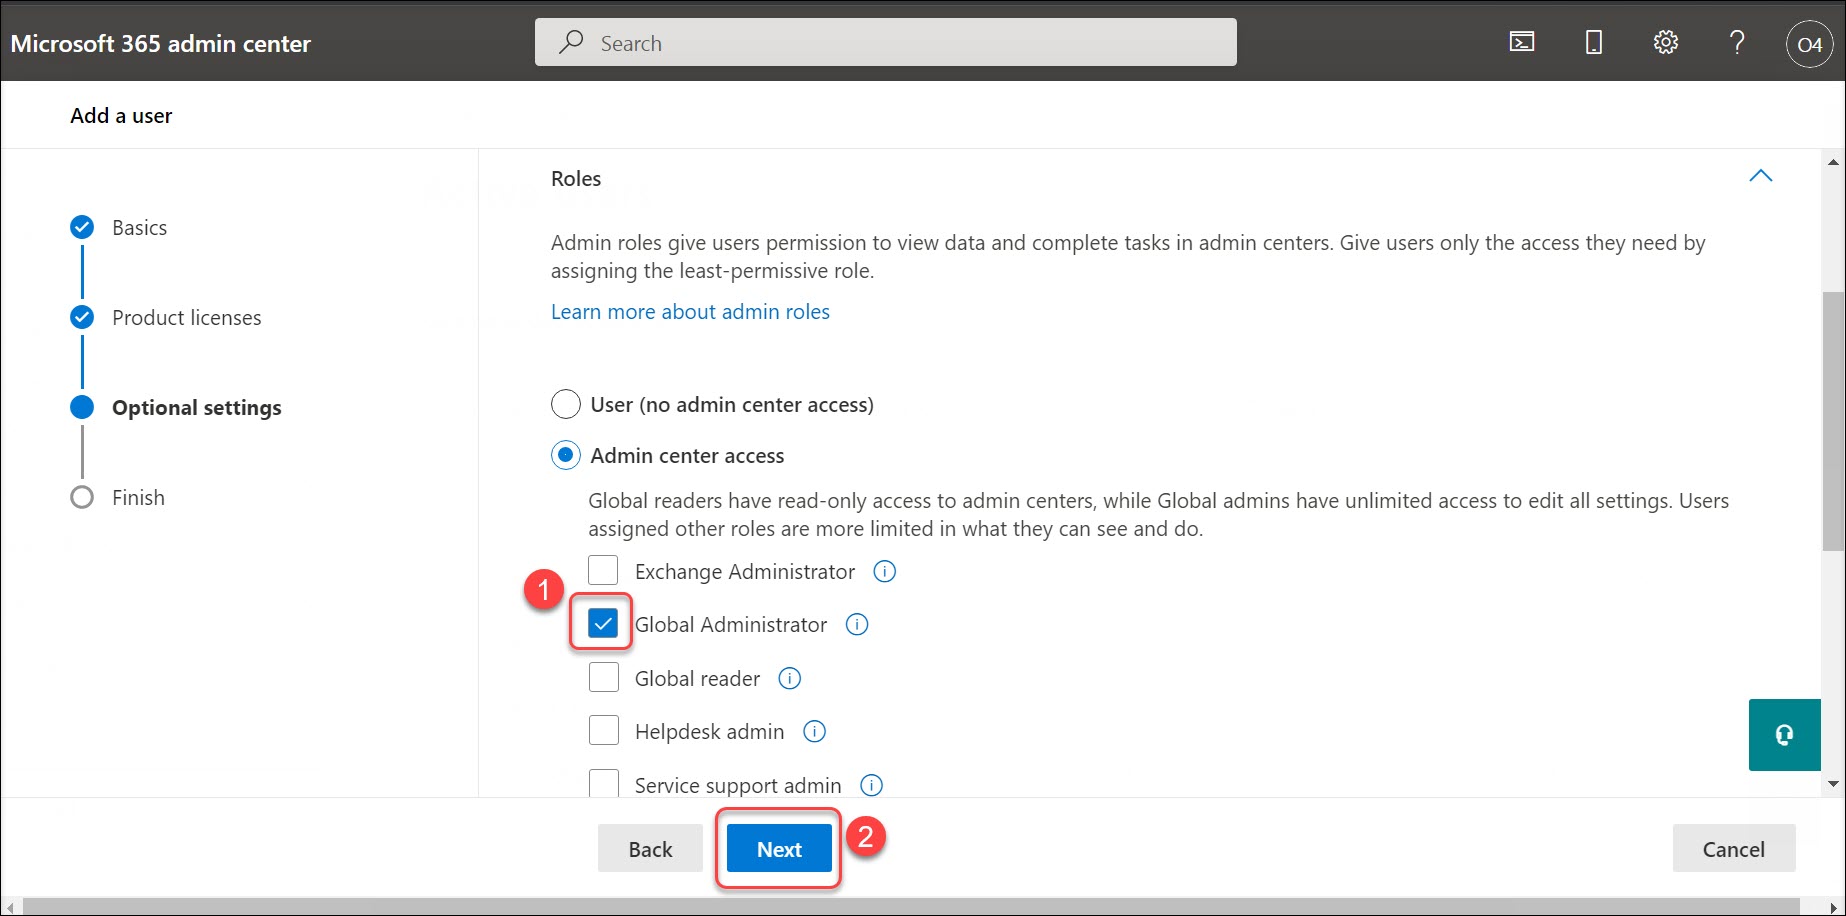 Microsoft 365 admin center
Search
O4
Add a user
Basics
Product licenses
Optional settings
Finish
Roles
Admin roles give users permission to view data and complete tasks in admin centers. Give users only the access they need by
assigning the least-permissive role.
Learn more about admin roles
User (no admin center access)
Admin center access
Global readers have read-only access to admin centers, while Global admins have unlimited access to edit all settings. Users
assigned other roles are more limited in what they can see and do.
Exchange Administrator
1
Global Administrator
Global reader
Helpdesk admin
Service support admin
Back
Next
2
Cancel